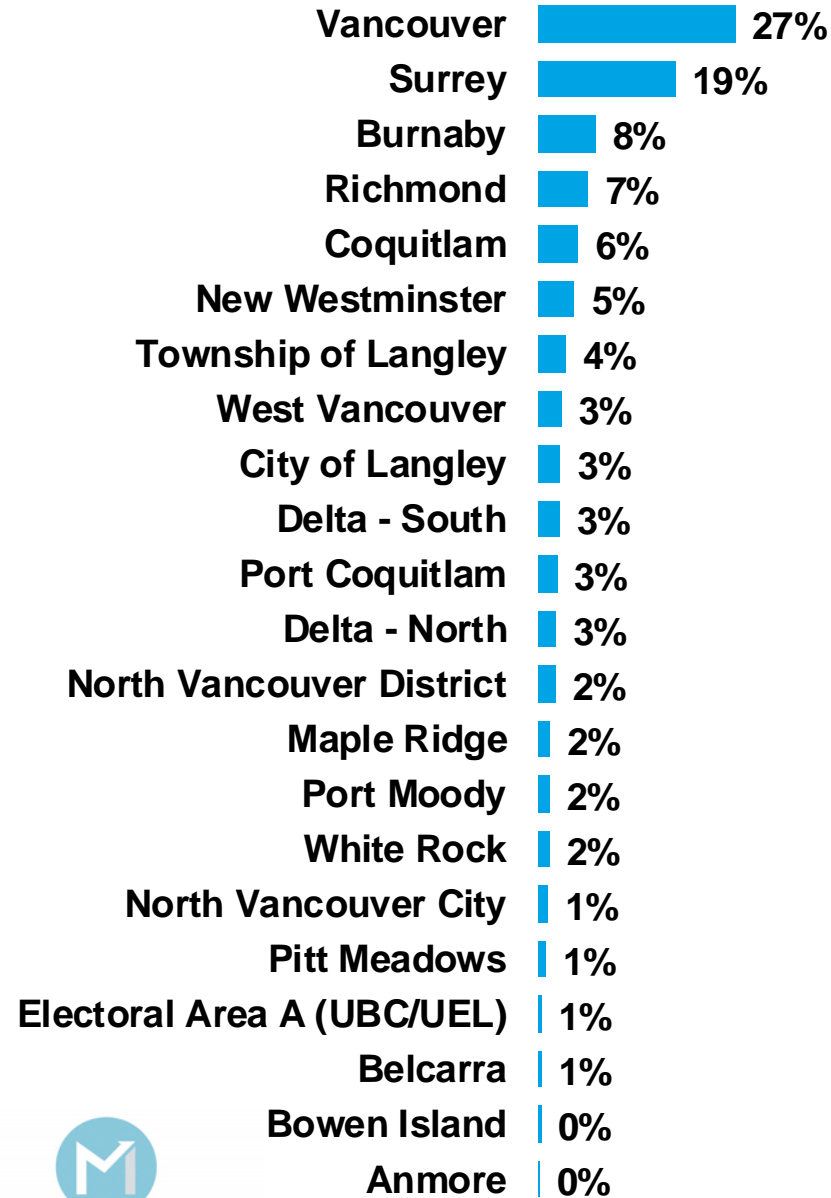 Vancouver 27%
Surrey 19%
Burnaby 8%
Richmond 7%
Coquitlam 6%
New Westminster 5%
Township of Langley 4%
West Vancouver 3%
City of Langley 3%
Delta - South 3%
Port Coquitlam 3%
Delta - North 3%
North Vancouver District 2%
Maple Ridge 2%
Port Moody 2%
White Rock 2%
North Vancouver City 1%
Pitt Meadows 1%
Electoral Area A (UBC/UEL) 1%
Belcarra 1%
Bowen Island 0%
Anmore 0%
M